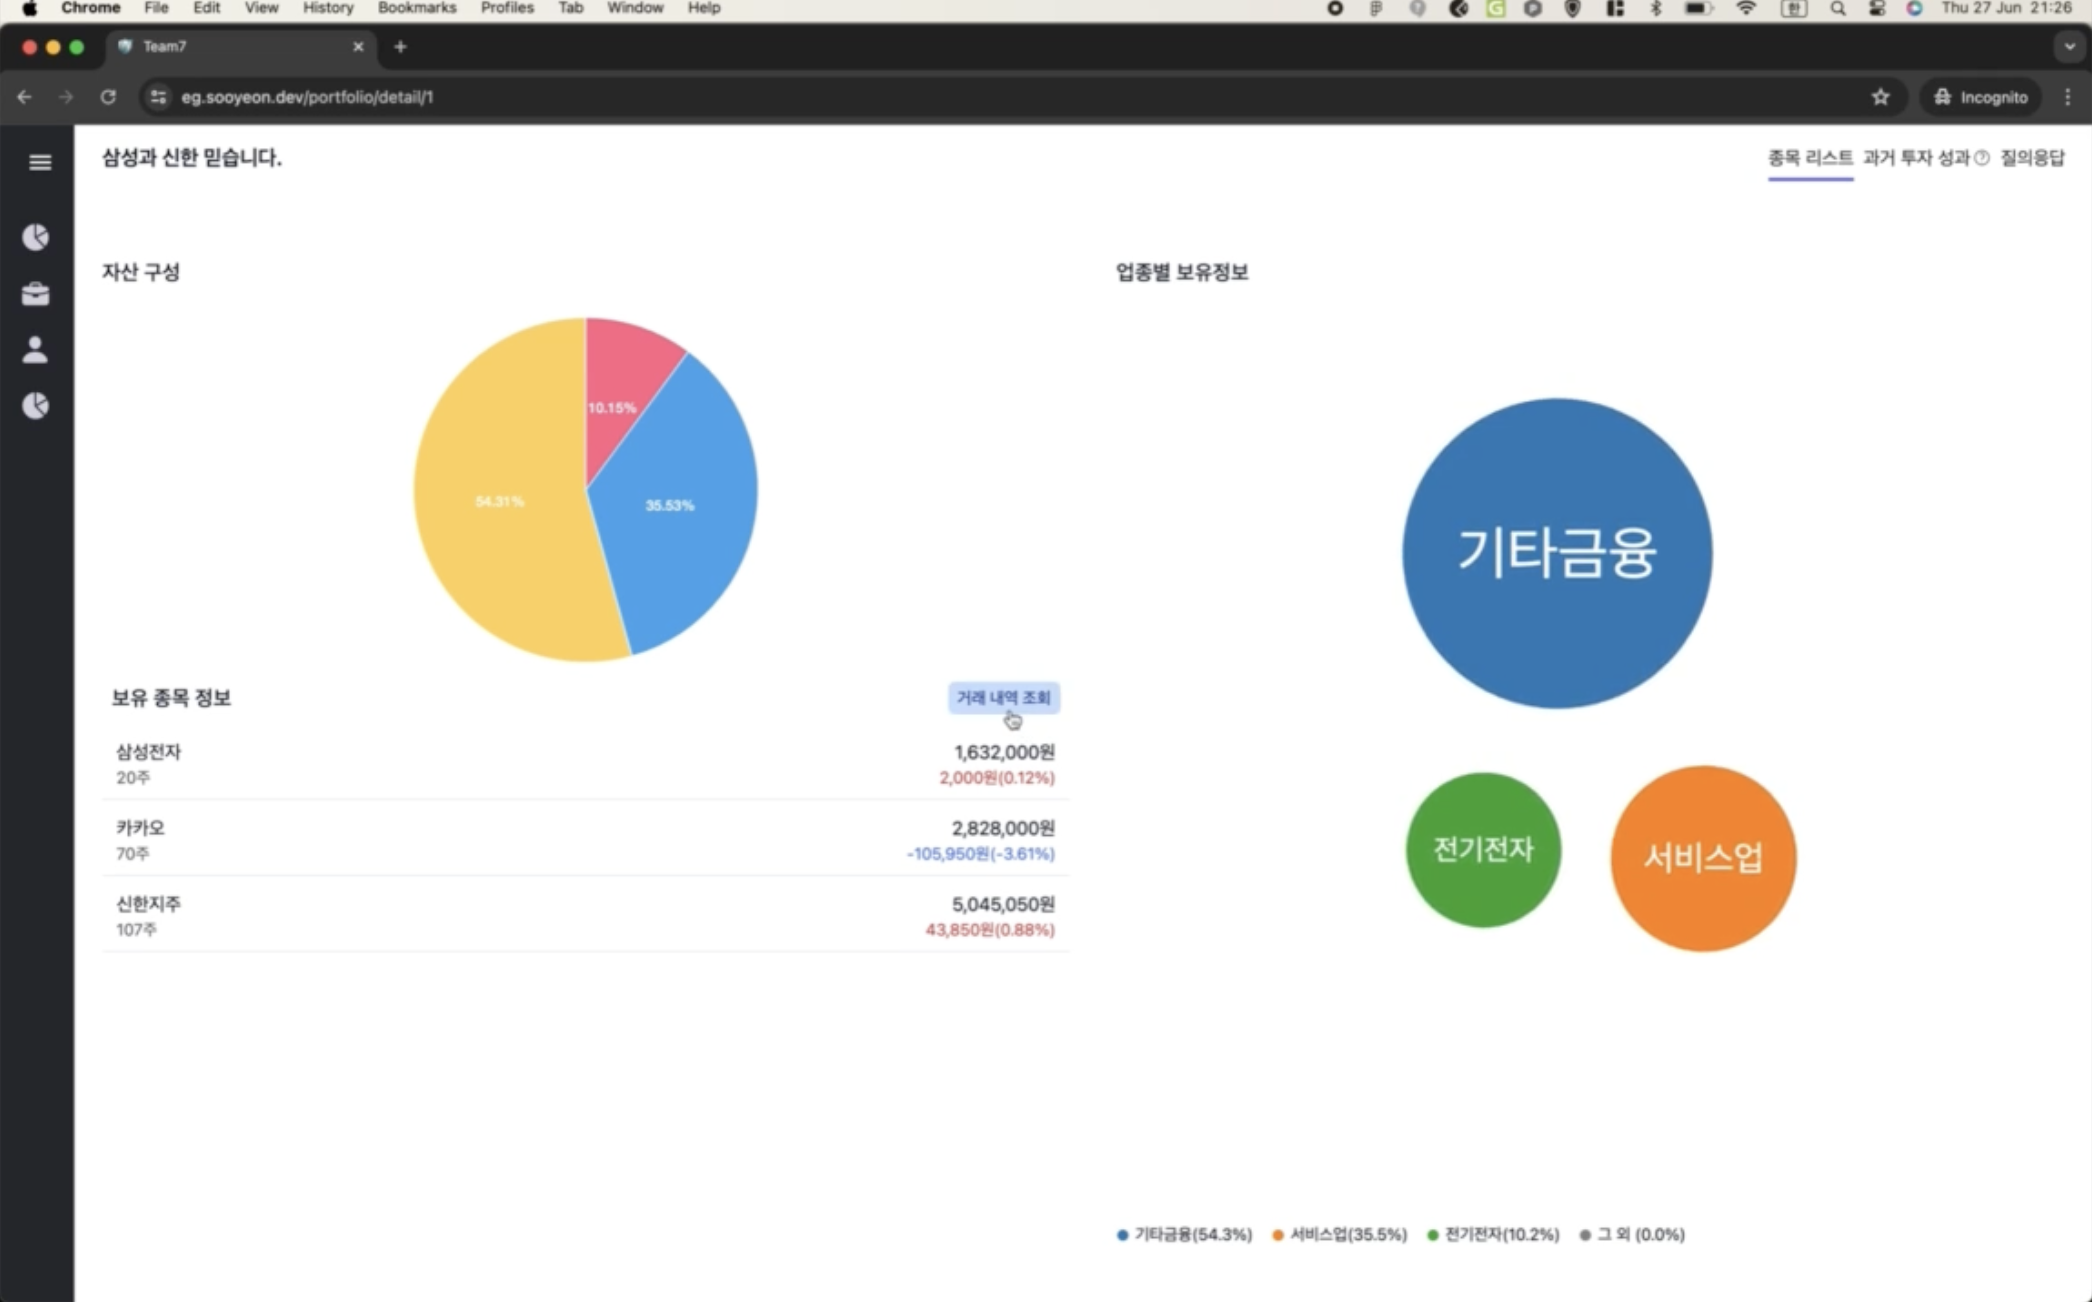 Chrome File Edit View History Bookmarks Profiles Tab Window Help 한 Thu 27 Jun 21:26
Team7
eg.sooyeon.dev/portfolio/detail/1 Incognito
삼성과 신한 믿습니다. 종목 리스트 과거 투자 성과 ? 질의응답
자산 구성
10.15%
54.31%
35.53%
보유 종목 정보 거래 내역 조회
삼성전자 1,632,000원
20주 2,000원(0.12%)
카카오 2,828,000원
70주 -105,950원(-3.61%)
신한지주 5,045,050원
107주 43,850원(0.88%)
업종별 보유정보
기타금융
전기전자
서비스업
기타금융(54.3%) 서비스업(35.5%) 전기전자(10.2%) 그 외 (0.0%)